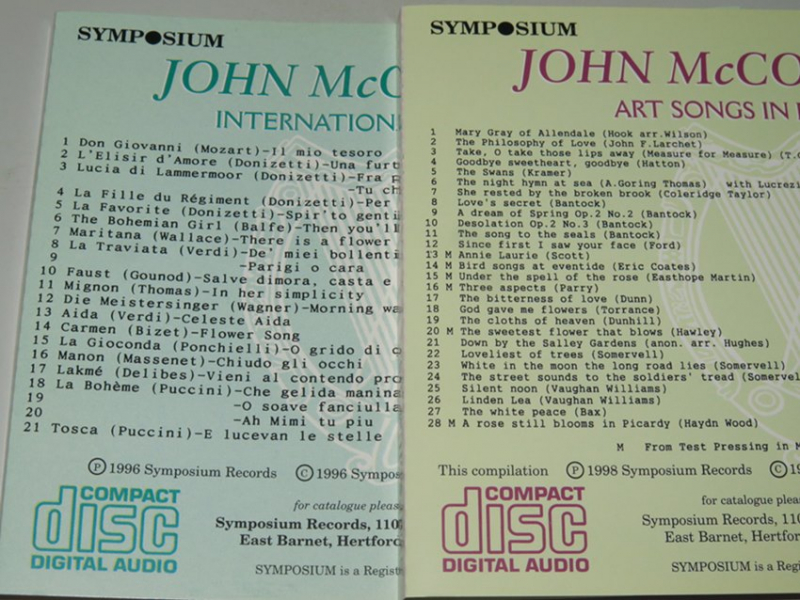 SYMPOSIUM
JOHN McCO
INTERNATION
1 Don Giovanni (Mozart)-Il mio tesoro
2 L'Elisir d'Amore (Donizetti)-Una furt
3 Lucia di Lammermoor (Donizetti)-Fra p
-Tu ch
4 La Fille du Régiment (Donizetti)-Per
5 La Favorite (Donizetti)-Spir'to genti
6 The Bohemian Girl (Balfe)-Then you'll
7 Maritana (Wallace)-There is a flower
8 La Traviata (Verdi)-De' miei bollenti
9 -Parigi o cara
10 Faust (Gounod)-Salve dimora, casta e
11 Mignon (Thomas)-In her simplicity
12 Die Meistersinger (Wagner)-Morning wa
13 Aida (Verdi)-Celeste Aida
14 Carmen (Bizet)-Flower Song
15 La Gioconda (Ponchielli)-O grido di
16 Manon (Massenet)-Chiudo gli occhi
17 Lakmé (Delibes)-Vieni al contendo pro
18 La Bohème (Puccini)-Che gelida manina
19 -O soave fanciulla
20 -Ah Mimi tu piu
21 Tosca (Puccini)-E lucevan le stelle
Ⓟ 1996 Symposium Records © 1996 Sympos
COMPACT
disc
DIGITAL AUDIO
for catalogue pleas
Symposium Records, 110
East Barnet, Hertford
SYMPOSIUM is a Regist
SYMPOSIUM
JOHN McCO
ART SONGS IN
1 Mary Gray of Allendale (Hook arr.Wilson)
2 The Philosophy of Love (John F.Larchet)
3 Take, O take those lips away (Measure for Measure) (T.
4 Goodbye sweetheart, goodbye (Hatton)
5 The Swans (Kramer)
6 The night hymn at sea (A.Goring Thomas) with Lucrezi
7 She rested by the broken brook (Coleridge Taylor)
8 Love's secret (Bantock)
9 A dream of Spring Op.2 No.2 (Bantock)
10 Desolation Op.2 No.3 (Bantock)
11 The song to the seals (Bantock)
12 Since first I saw your face (Ford)
13 M Annie Laurie (Scott)
14 M Bird songs at eventide (Eric Coates)
15 M Under the spell of the rose (Easthope Martin)
16 M Three aspects (Parry)
17 The bitterness of love (Dunn)
18 God gave me flowers (Torrance)
19 The cloths of heaven (Dunhill)
20 M The sweetest flower that blows (Hawley)
21 Down by the Salley Gardens (anon. arr. Hughes)
22 Loveliest of trees (Somervell)
23 White in the moon the long road lies (Somervell)
24 The street sounds to the soldiers' tread (Somervel
25 Silent noon (Vaughan Williams)
26 Linden Lea (Vaughan Williams)
27 The white peace (Bax)
28 M A rose still blooms in Picardy (Haydn Wood)
M From Test Pressing in M
This compilation Ⓟ 1998 Symposium Records © 19
COMPACT
disc
DIGITAL AUDIO
for catalogue pleas
Symposium Records, 110
East Barnet, Hertfor
SYMPOSIUM is a Regis